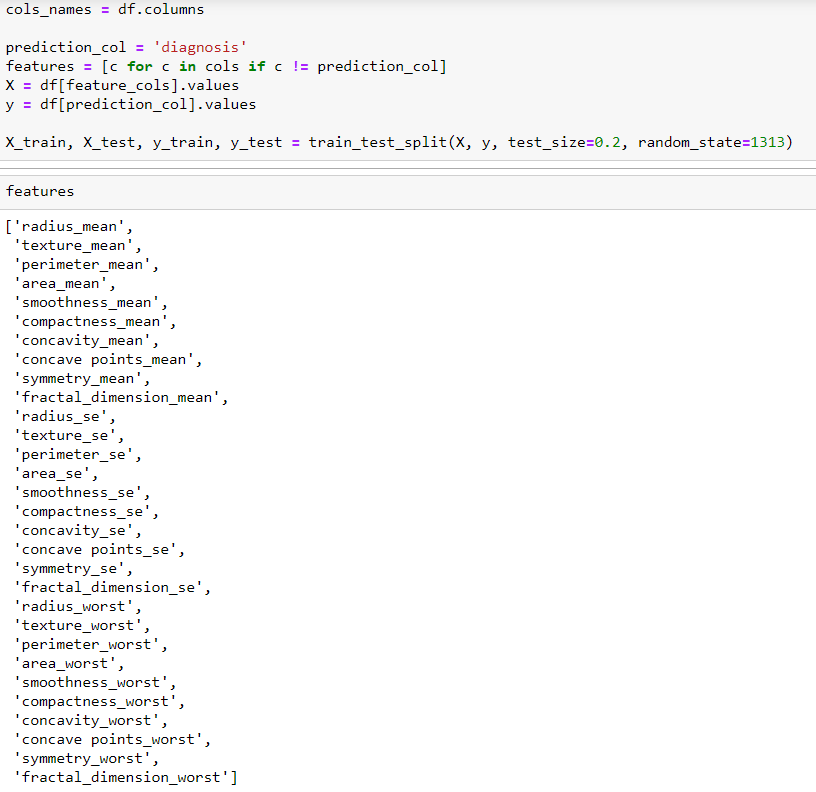 cols_names = df.columns
prediction_col = 'diagnosis'
features = [c for c in cols if c != prediction_col]
X = df[feature_cols].values
y = df[prediction_col].values
X_train, X_test, y_train, y_test = train_test_split(X, y, test_size=0.2, random_state=1313)
features
['radius_mean',
'texture_mean',
'perimeter_mean',
'area_mean',
'smoothness_mean',
'compactness_mean',
'concavity_mean',
'concave points_mean',
'symmetry_mean',
'fractal_dimension_mean',
'radius_se',
'texture_se',
'perimeter_se',
'area_se',
'smoothness_se',
'compactness_se',
'concavity_se',
'concave points_se',
'symmetry_se',
'fractal_dimension_se',
'radius_worst',
'texture_worst',
'perimeter_worst',
'area_worst',
'smoothness_worst',
'compactness_worst',
'concavity_worst',
'concave points_worst',
'symmetry_worst',
'fractal_dimension_worst']